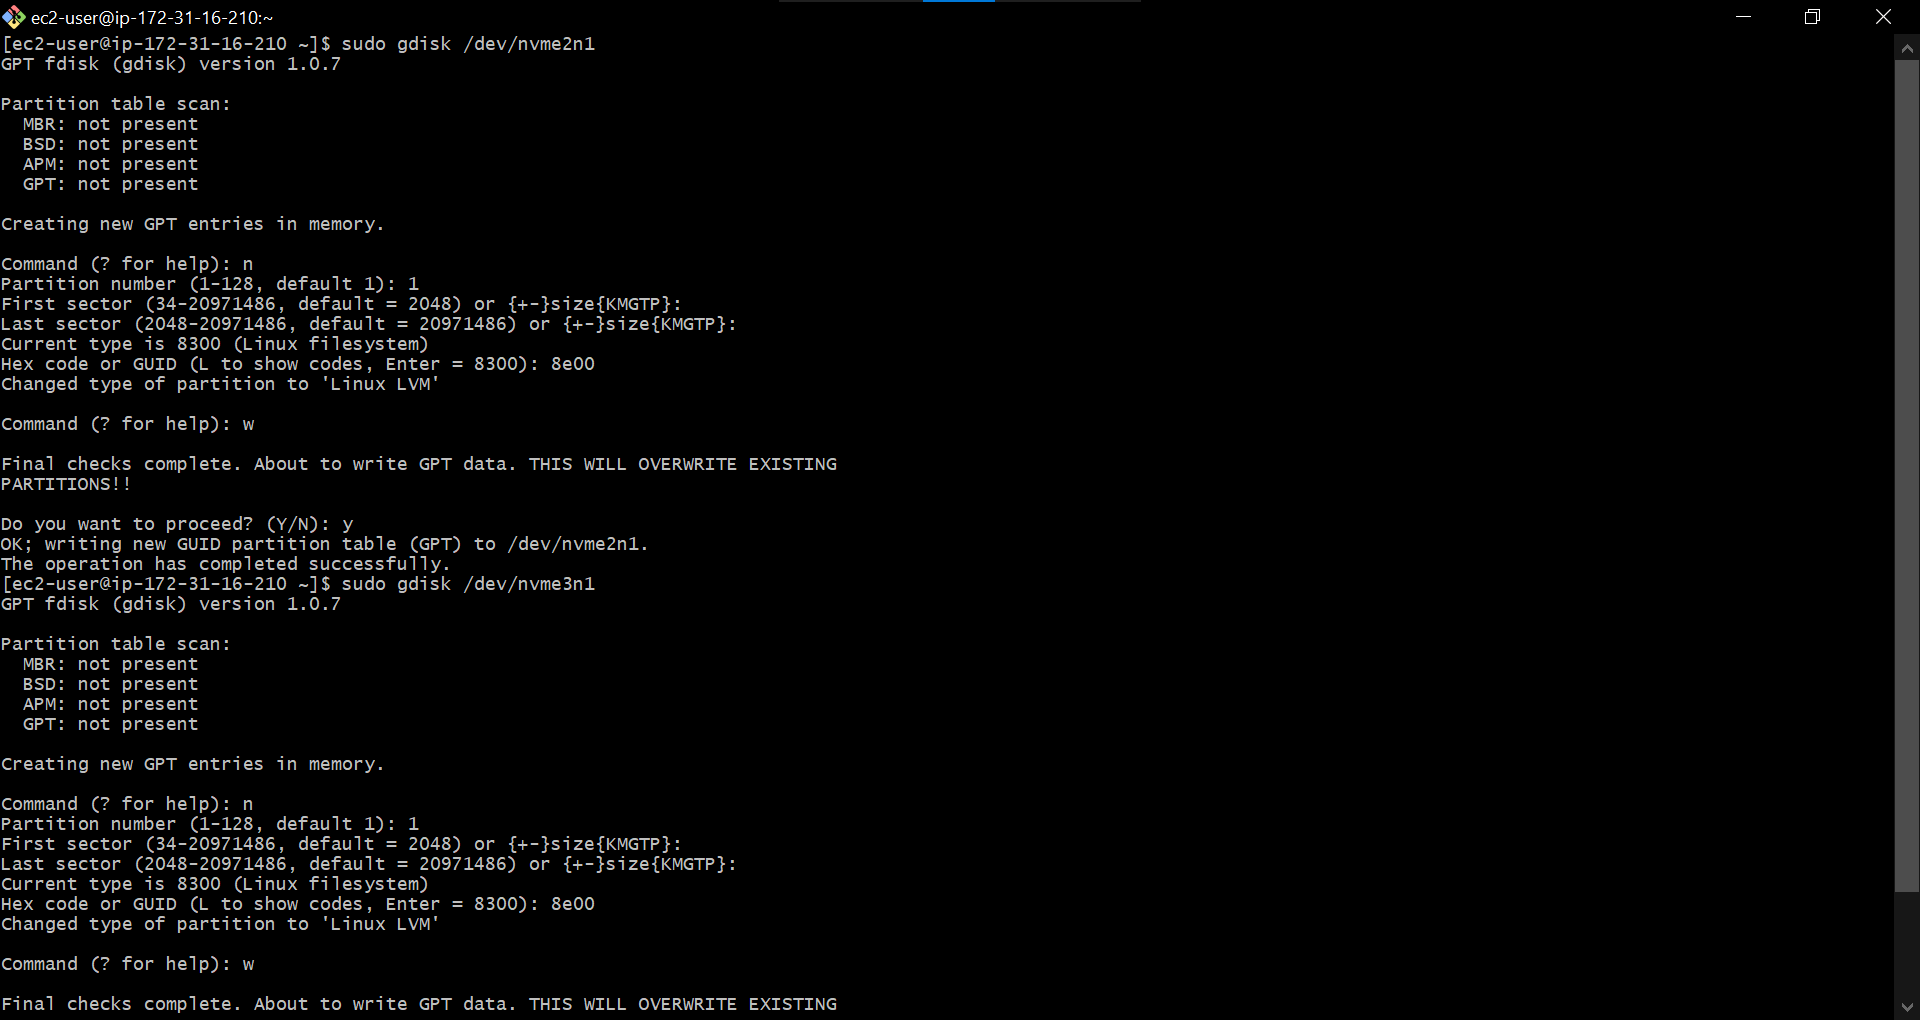 ec2-user@ip-172-31-16-210:~
[ec2-user@ip-172-31-16-210 ~]$ sudo gdisk /dev/nvme2n1
GPT fdisk (gdisk) version 1.0.7

Partition table scan:
  MBR: not present
  BSD: not present
  APM: not present
  GPT: not present

Creating new GPT entries in memory.

Command (? for help): n
Partition number (1-128, default 1): 1
First sector (34-20971486, default = 2048) or {+-}size{KMGTP}:
Last sector (2048-20971486, default = 20971486) or {+-}size{KMGTP}:
Current type is 8300 (Linux filesystem)
Hex code or GUID (L to show codes, Enter = 8300): 8e00
Changed type of partition to 'Linux LVM'

Command (? for help): w

Final checks complete. About to write GPT data. THIS WILL OVERWRITE EXISTING
PARTITIONS!!

Do you want to proceed? (Y/N): y
OK; writing new GUID partition table (GPT) to /dev/nvme2n1.
The operation has completed successfully.
[ec2-user@ip-172-31-16-210 ~]$ sudo gdisk /dev/nvme3n1
GPT fdisk (gdisk) version 1.0.7

Partition table scan:
  MBR: not present
  BSD: not present
  APM: not present
  GPT: not present

Creating new GPT entries in memory.

Command (? for help): n
Partition number (1-128, default 1): 1
First sector (34-20971486, default = 2048) or {+-}size{KMGTP}:
Last sector (2048-20971486, default = 20971486) or {+-}size{KMGTP}:
Current type is 8300 (Linux filesystem)
Hex code or GUID (L to show codes, Enter = 8300): 8e00
Changed type of partition to 'Linux LVM'

Command (? for help): w

Final checks complete. About to write GPT data. THIS WILL OVERWRITE EXISTING